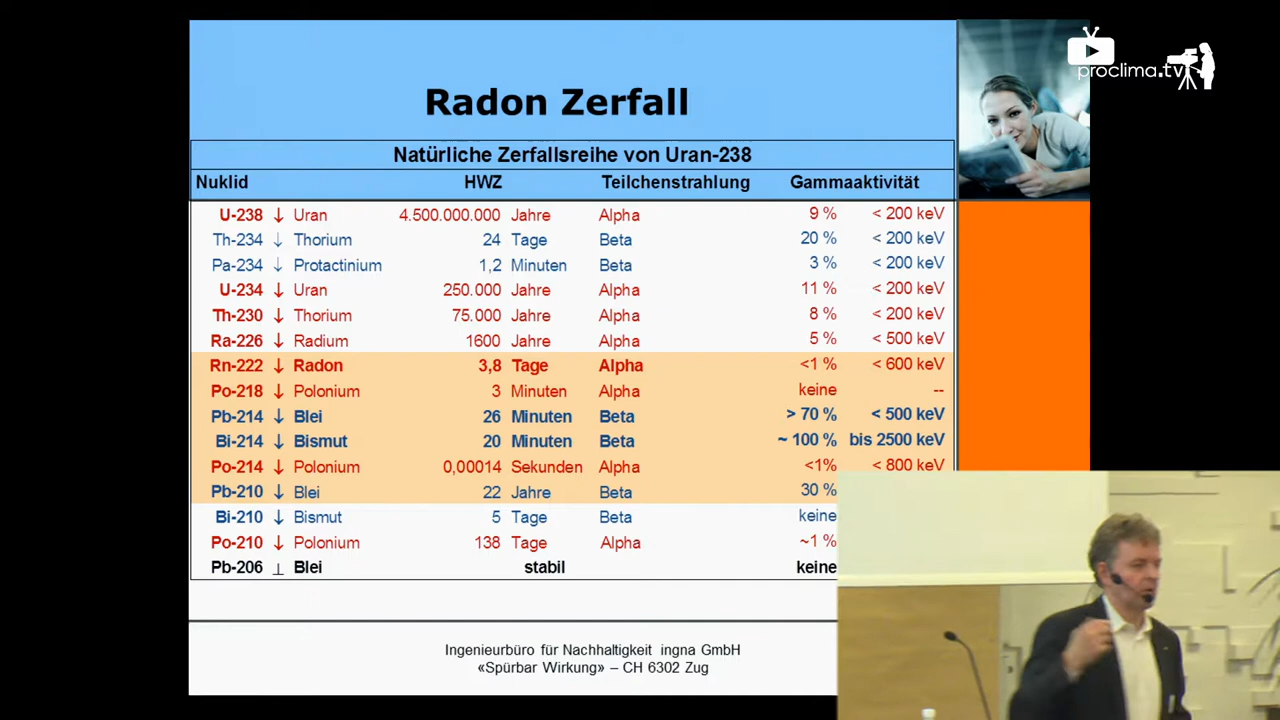 proclima.tv
Radon Zerfall
Natürliche Zerfallsreihe von Uran-238
Nuklid HWZ Teilchenstrahlung Gammaaktivität
U-238 ↓ Uran 4.500.000.000 Jahre Alpha 9 % < 200 keV
Th-234 ↓ Thorium 24 Tage Beta 20 % < 200 keV
Pa-234 ↓ Protactinium 1,2 Minuten Beta 3 % < 200 keV
U-234 ↓ Uran 250.000 Jahre Alpha 11 % < 200 keV
Th-230 ↓ Thorium 75.000 Jahre Alpha 8 % < 200 keV
Ra-226 ↓ Radium 1600 Jahre Alpha 5 % < 500 keV
Rn-222 ↓ Radon 3,8 Tage Alpha <1 % < 600 keV
Po-218 ↓ Polonium 3 Minuten Alpha keine --
Pb-214 ↓ Blei 26 Minuten Beta > 70 % < 500 keV
Bi-214 ↓ Bismut 20 Minuten Beta ~ 100 % bis 2500 keV
Po-214 ↓ Polonium 0,00014 Sekunden Alpha <1% < 800 keV
Pb-210 ↓ Blei 22 Jahre Beta 30 %
Bi-210 ↓ Bismut 5 Tage Beta keine
Po-210 ↓ Polonium 138 Tage Alpha ~1 %
Pb-206 ⊥ Blei stabil keine
Ingenieurbüro für Nachhaltigkeit ingna GmbH
«Spürbar Wirkung» – CH 6302 Zug